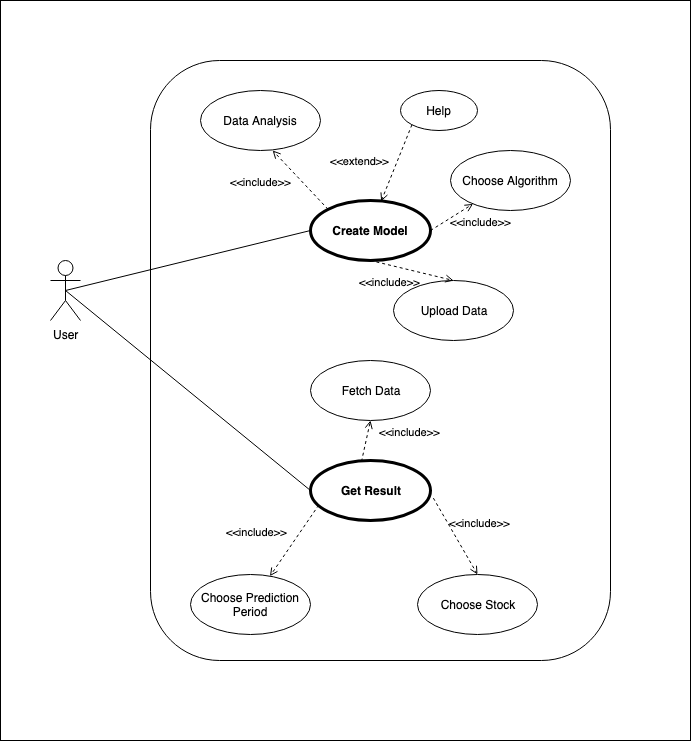 Data Analysis
Help
<<extend>>
<<include>>
Choose Algorithm
<<include>>
Create Model
<<include>>
Upload Data
User
Fetch Data
<<include>>
Get Result
<<include>>
<<include>>
Choose Prediction
Period
Choose Stock